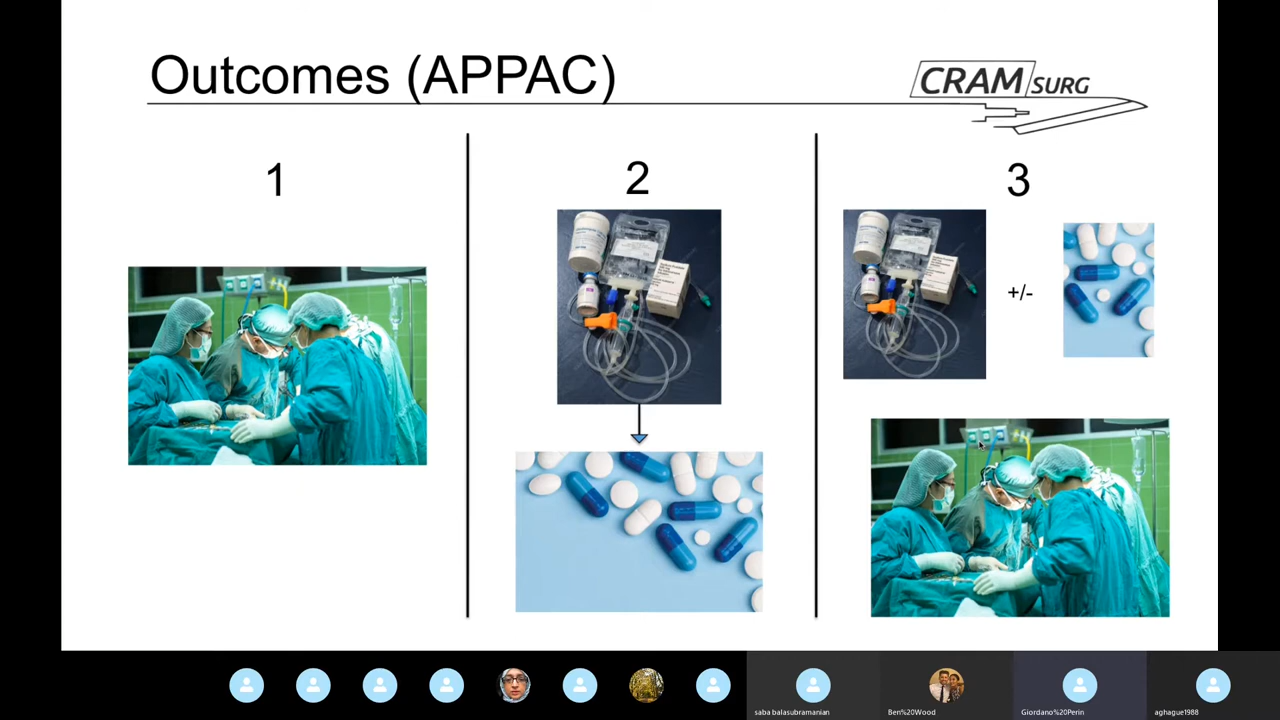 Outcomes (APPAC)
CRAM SURG
1
2
3
+/-
saba balasubramanian
Ben%20Wood
Giordano%20Perin
aghague1988